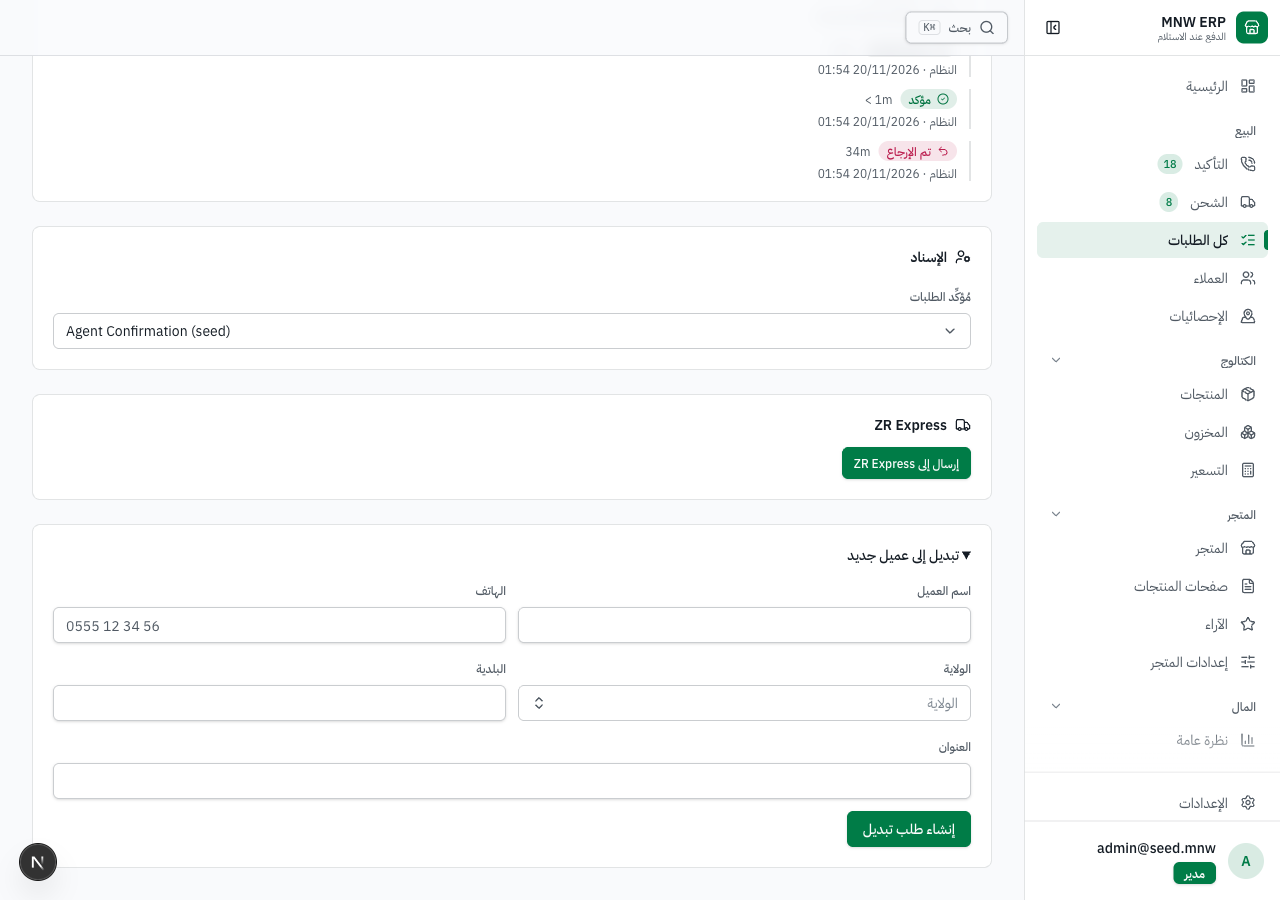 MNW ERP
الدفع عند الاستلام
بحث
K⌘
الرئيسية
البيع
التأكيد 18
الشحن 8
كل الطلبات
العملاء
الإحصائيات
الكتالوج
المنتجات
المخزون
التسعير
المتجر
المتجر
صفحات المنتجات
الآراء
إعدادات المتجر
المال
نظرة عامة
الإعدادات
admin@seed.mnw
مدير
A
النظام · 20/11/2026 01:54
مؤكد < 1m
النظام · 20/11/2026 01:54
تم الإرجاع 34m
النظام · 20/11/2026 01:54
الإسناد
مُؤكِّد الطلبات
Agent Confirmation (seed)
ZR Express
إرسال إلى ZR Express
▼ تبديل إلى عميل جديد
اسم العميل
الهاتف
0555 12 34 56
الولاية
البلدية
الولاية
العنوان
إنشاء طلب تبديل
N